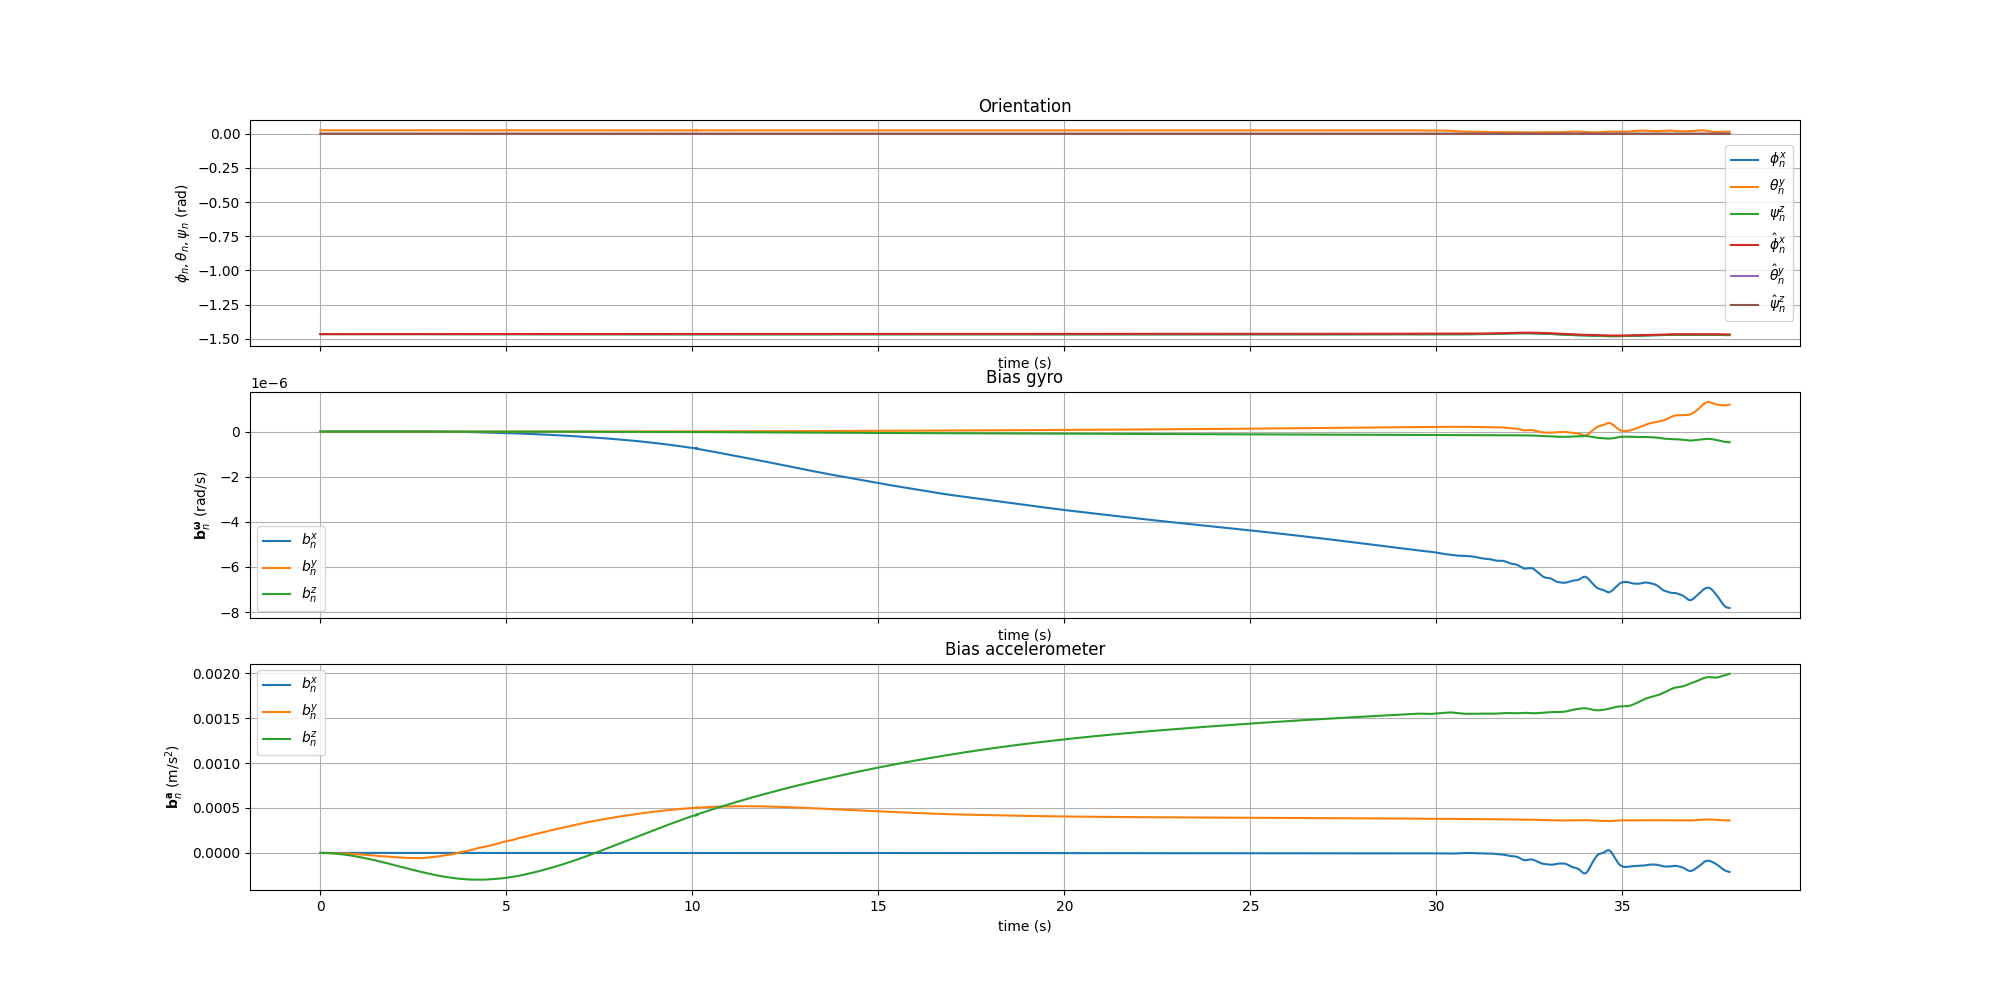 Orientation
ϕₙ, θₙ, ψₙ (rad)
0.00
−0.25
−0.50
−0.75
−1.00
−1.25
−1.50
ϕₙˣ
θₙʸ
ψₙᶻ
ϕ̂ₙˣ
θ̂ₙʸ
ψ̂ₙᶻ
time (s)
Bias gyro
1e−6
𝐛ₙ^𝛚 (rad/s)
0
−2
−4
−6
−8
bₙˣ
bₙʸ
bₙᶻ
time (s)
Bias accelerometer
𝐛ₙ^𝐚 (m/s²)
0.0020
0.0015
0.0010
0.0005
0.0000
bₙˣ
bₙʸ
bₙᶻ
0 5 10 15 20 25 30 35
time (s)